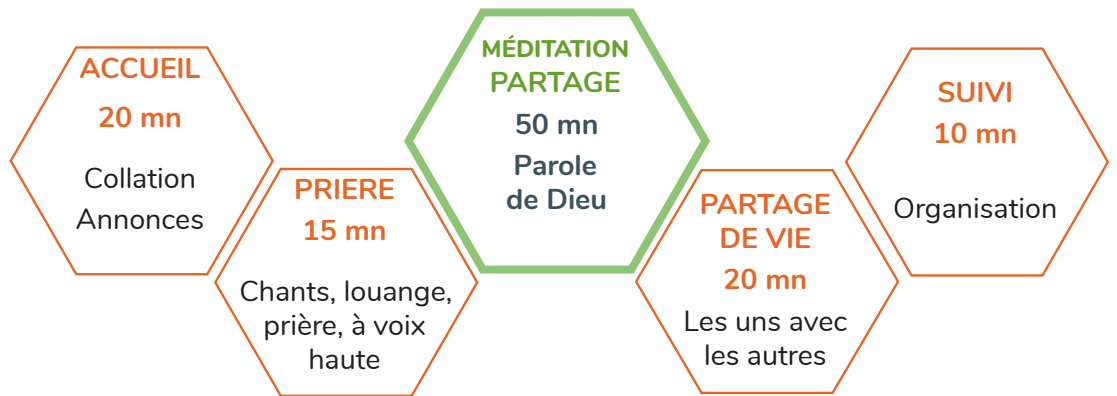 ACCUEIL
20 mn
Collation
Annonces
PRIERE
15 mn
Chants, louange,
prière, à voix
haute
MÉDITATION
PARTAGE
50 mn
Parole
de Dieu
PARTAGE
DE VIE
20 mn
Les uns avec
les autres
SUIVI
10 mn
Organisation